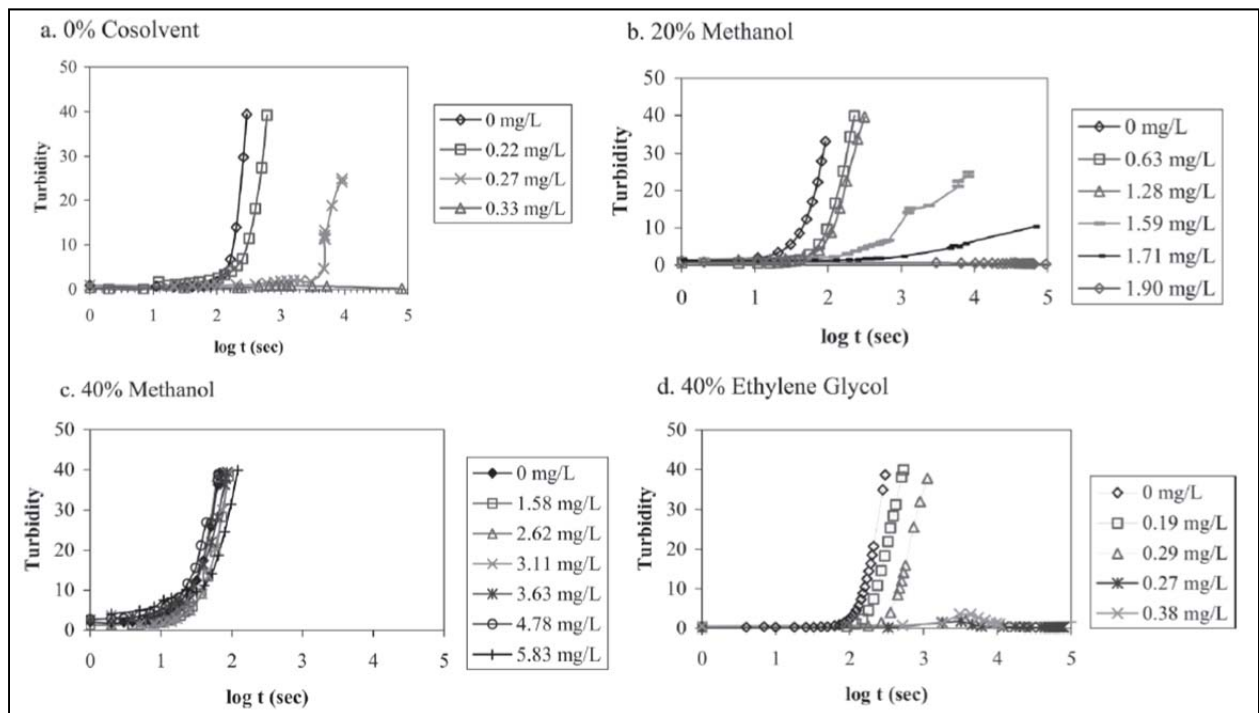 a. 0% Cosolvent
50
40
30
20
10
0
Turbidity
0 1 2 3 4 5
log t (sec)
0 mg/L
0.22 mg/L
0.27 mg/L
0.33 mg/L
b. 20% Methanol
50
40
30
20
10
0
Turbidity
0 1 2 3 4 5
log t (sec)
0 mg/L
0.63 mg/L
1.28 mg/L
1.59 mg/L
1.71 mg/L
1.90 mg/L
c. 40% Methanol
50
40
30
20
10
0
Turbidity
0 1 2 3 4 5
log t (sec)
0 mg/L
1.58 mg/L
2.62 mg/L
3.11 mg/L
3.63 mg/L
4.78 mg/L
5.83 mg/L
d. 40% Ethylene Glycol
50
40
30
20
10
0
Turbidity
0 1 2 3 4 5
log t (sec)
0 mg/L
0.19 mg/L
0.29 mg/L
0.27 mg/L
0.38 mg/L